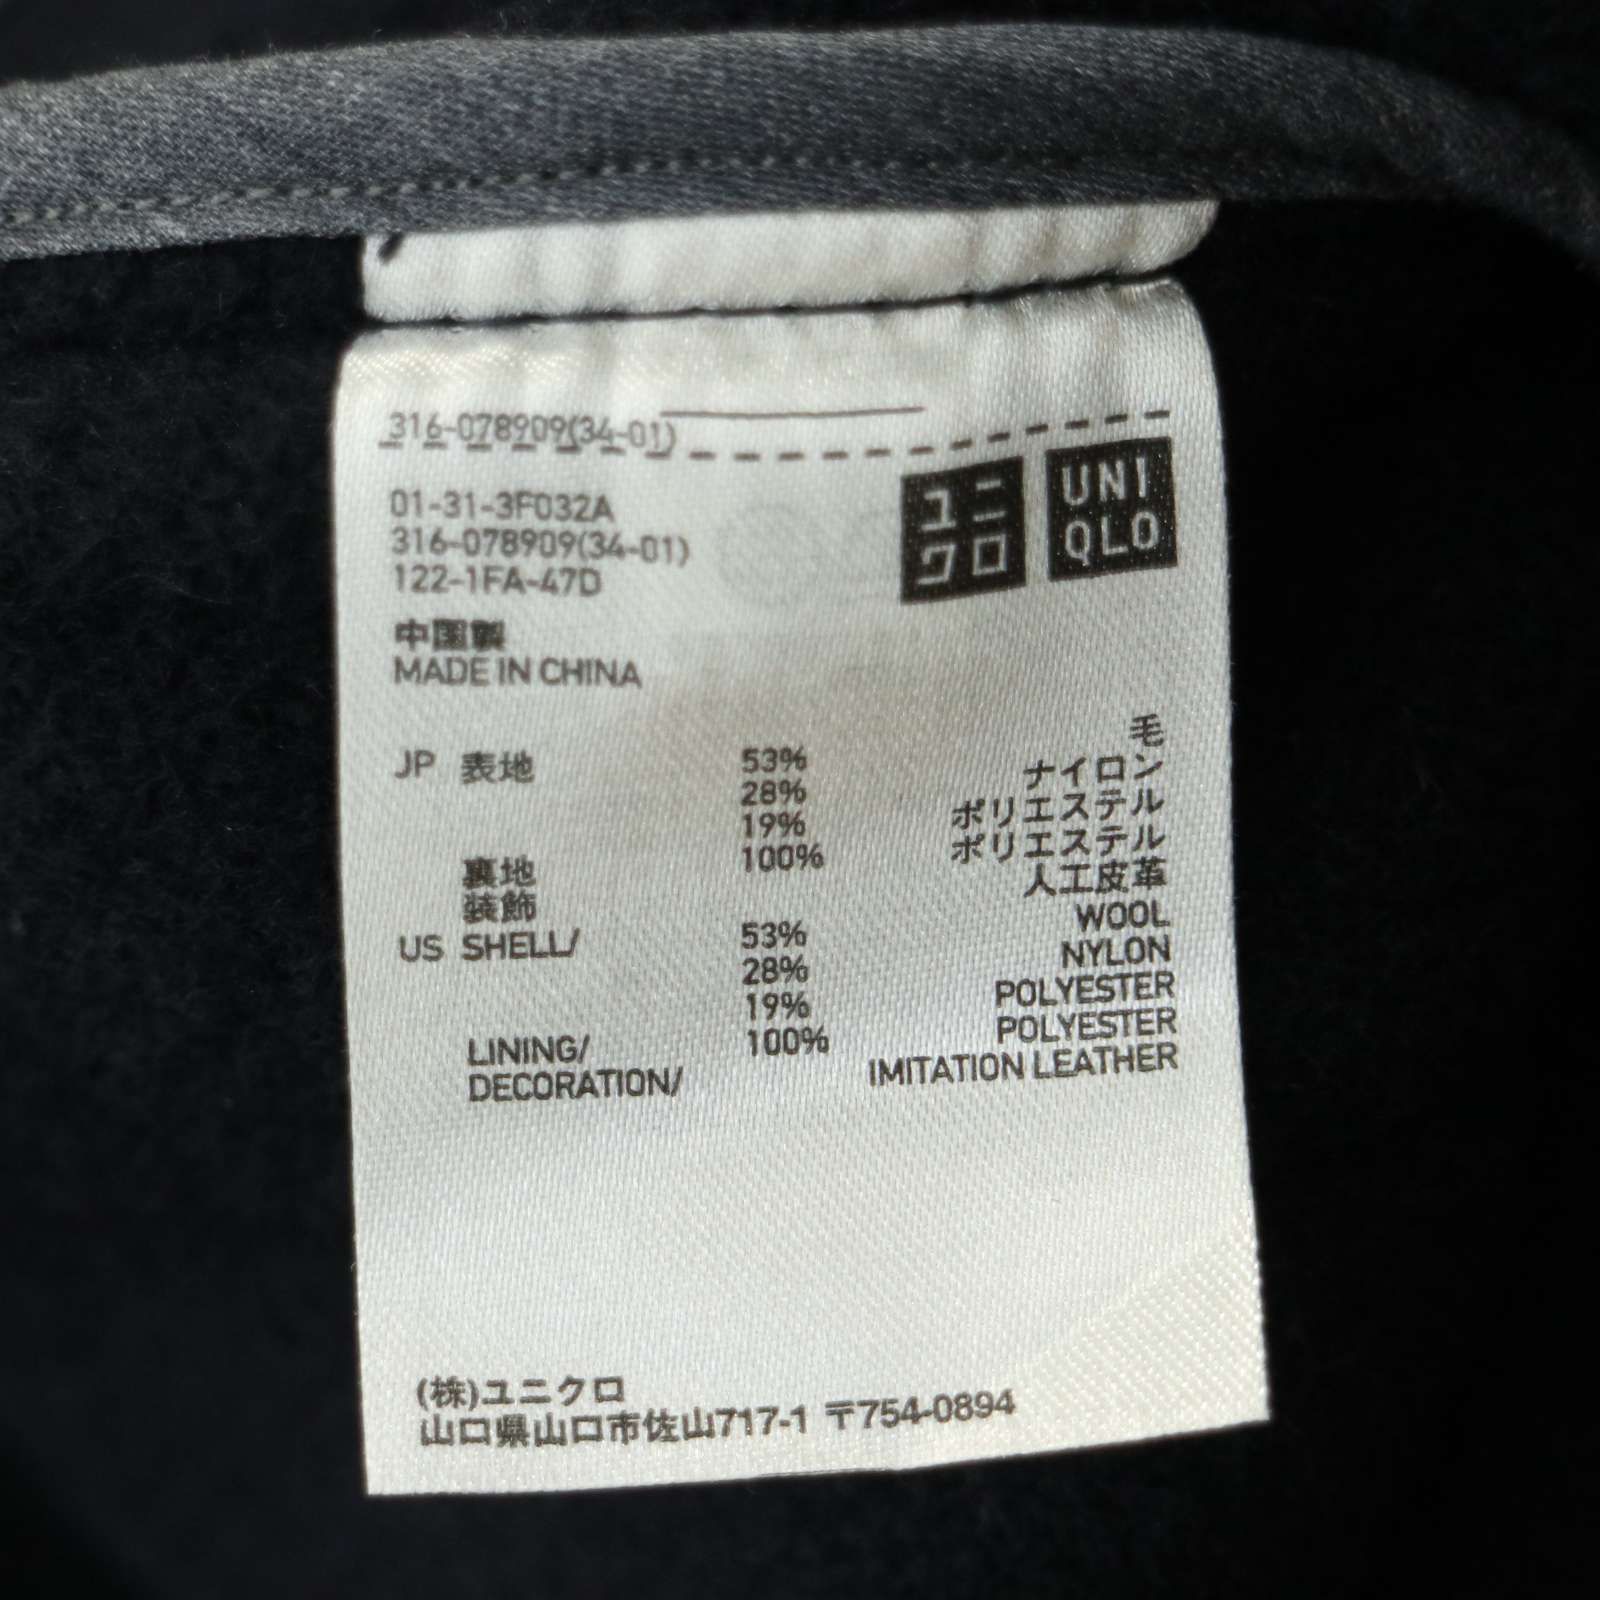 316-078909(34-01)
ユニ
クロ
UNI
QLO
01-31-3F032A
316-078909(34-01)
122-1FA-47D
中国製
MADE IN CHINA
JP 表地 53% 毛
28% ナイロン
19% ポリエステル
裏地 100% ポリエステル
装飾 人工皮革
US SHELL/ 53% WOOL
28% NYLON
19% POLYESTER
LINING/ 100% POLYESTER
DECORATION/ IMITATION LEATHER
(株)ユニクロ
山口県山口市佐山717-1 〒754-0894